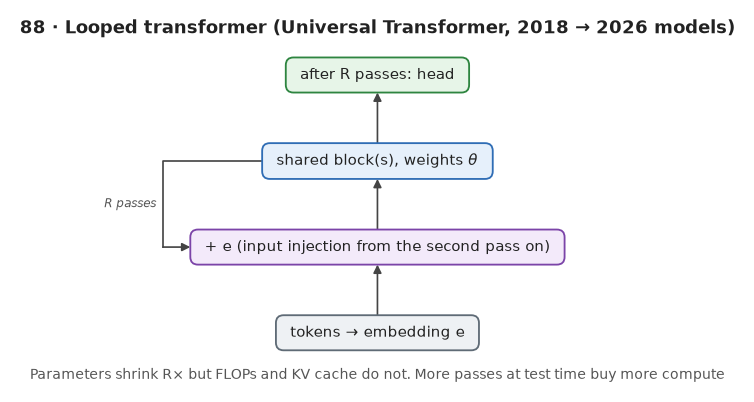 88 · Looped transformer (Universal Transformer, 2018 → 2026 models)
after R passes: head
shared block(s), weights θ
R passes
+ e (input injection from the second pass on)
tokens → embedding e
Parameters shrink R× but FLOPs and KV cache do not. More passes at test time buy more compute